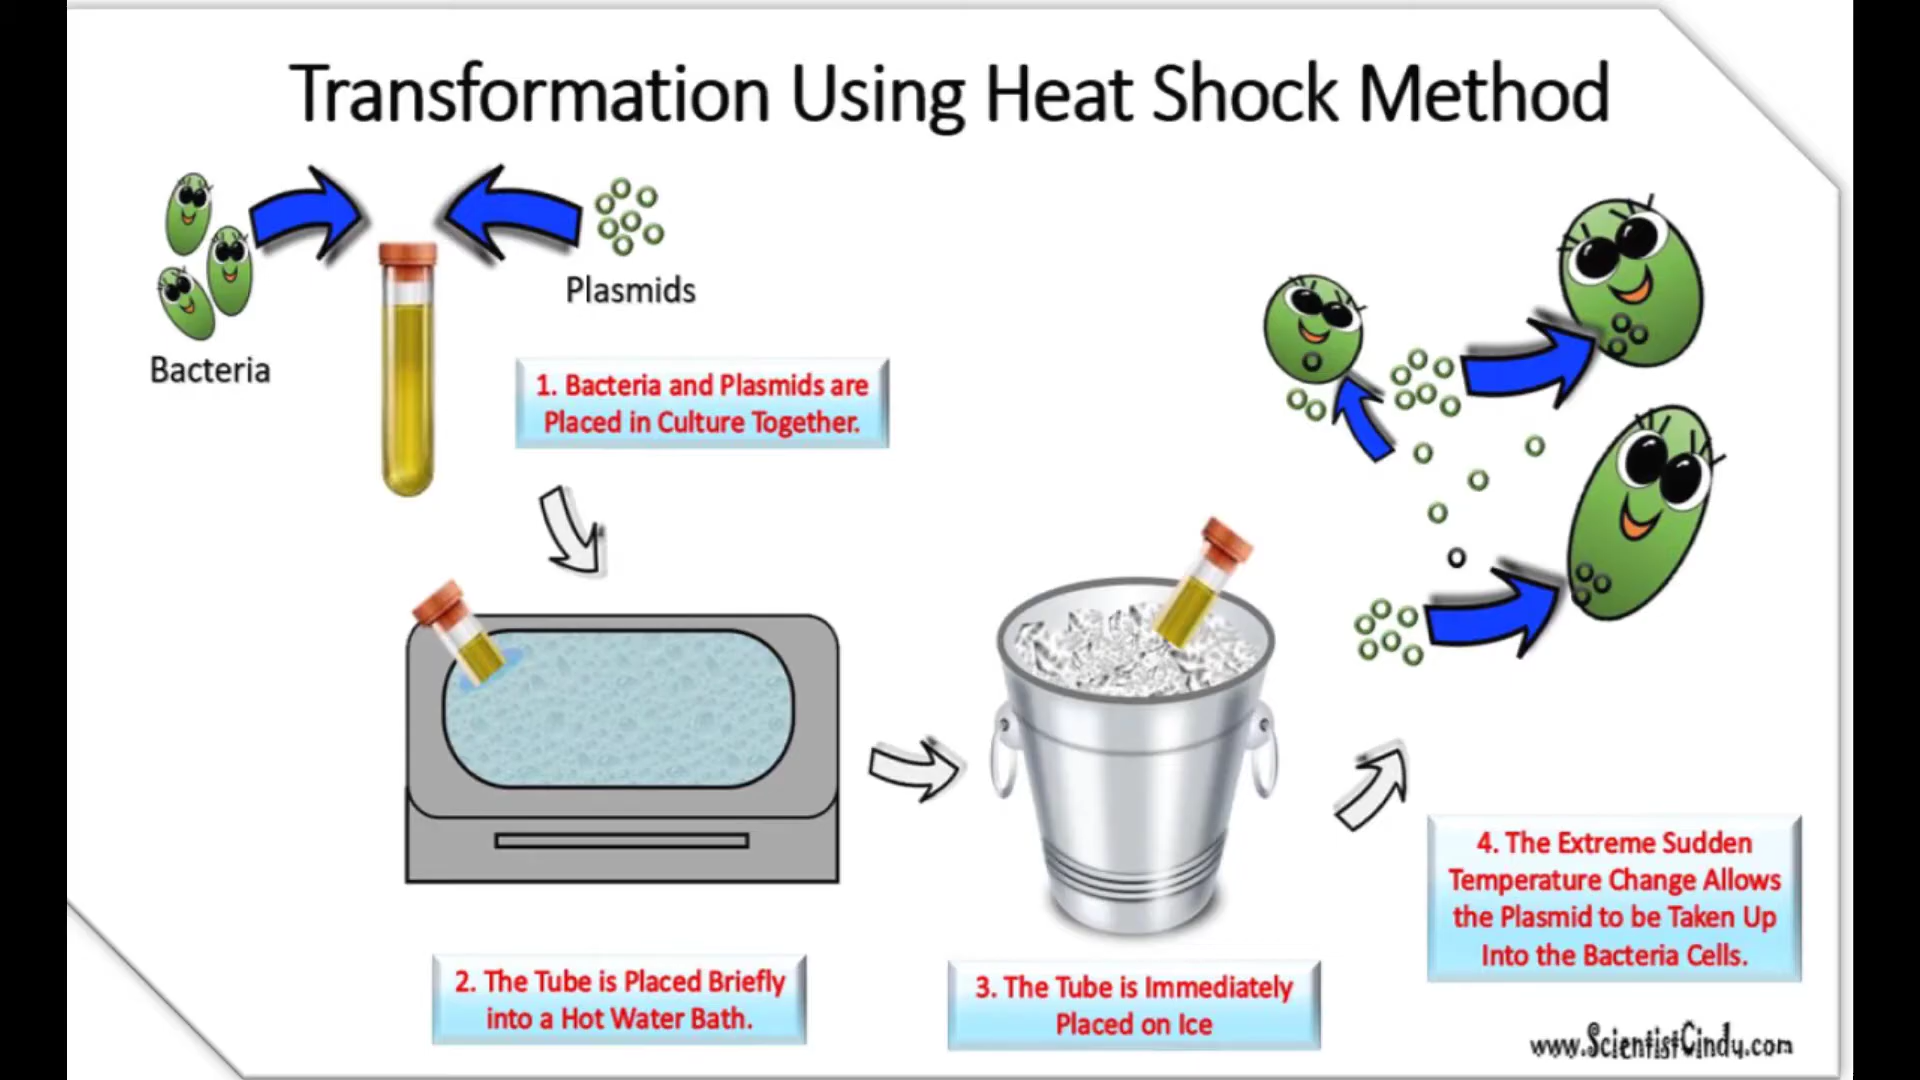 Transformation Using Heat Shock Method
Bacteria
Plasmids
1. Bacteria and Plasmids are
Placed in Culture Together.
2. The Tube is Placed Briefly
into a Hot Water Bath.
3. The Tube is Immediately
Placed on Ice
4. The Extreme Sudden
Temperature Change Allows
the Plasmid to be Taken Up
Into the Bacteria Cells.
www.ScientistCindy.com